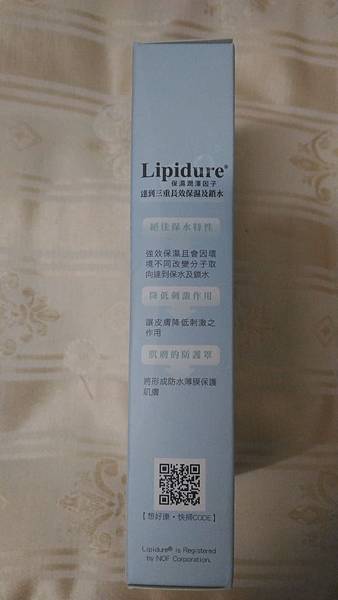 Lipidure®
保濕潤澤因子
達到三重長效保濕及鎖水
絕佳保水特性
強效保濕且會因環
境不同改變分子取
向達到保水及鎖水
降低刺激作用
讓皮膚降低刺激之
作用
肌膚的防護罩
將形成防水薄膜保護
肌膚
【想好康·快掃CODE】
Lipidure® is Registered
by NOF Corporation.